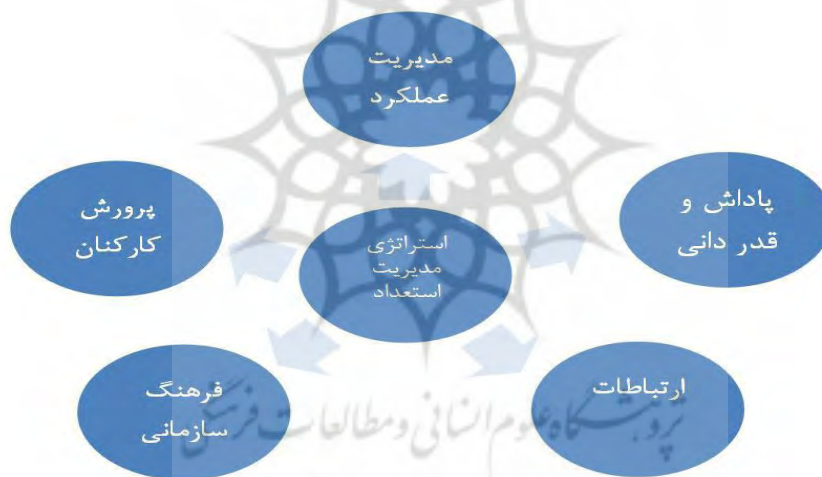 مدیریت
عملکرد
پاداش و
قدر دانی
پرورش
کارکنان
استراتژی
مدیریت
استعداد
ارتباطات
فرهنگ
سازمانی
پژوهشگاه علوم انسانی و مطالعات فرهنگی